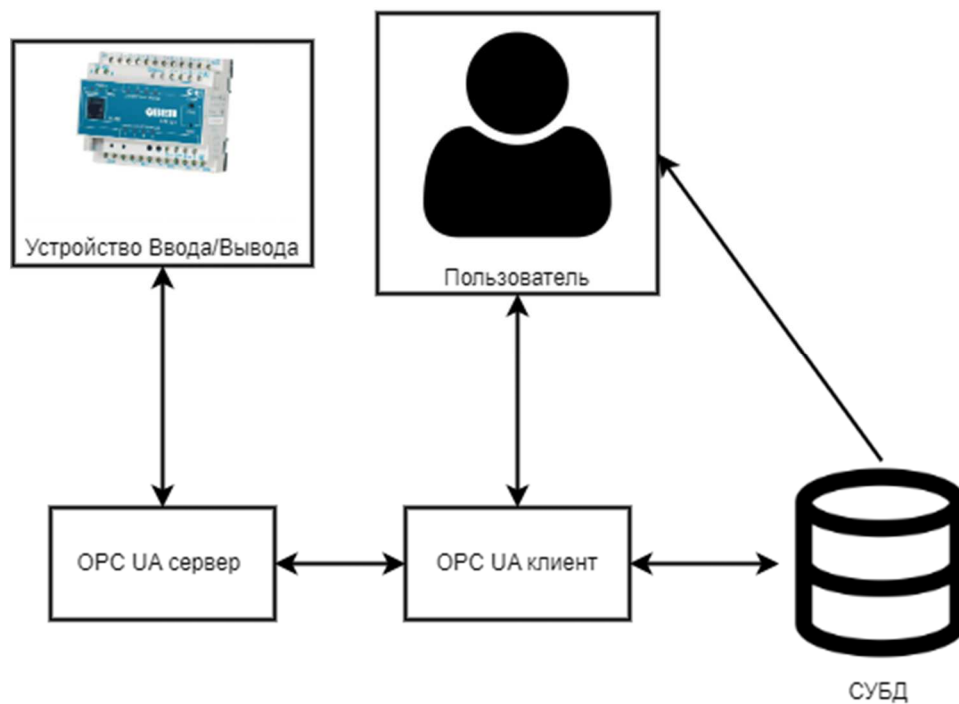 Устройство Ввода/Вывода
Пользователь
OPC UA сервер
OPC UA клиент
СУБД